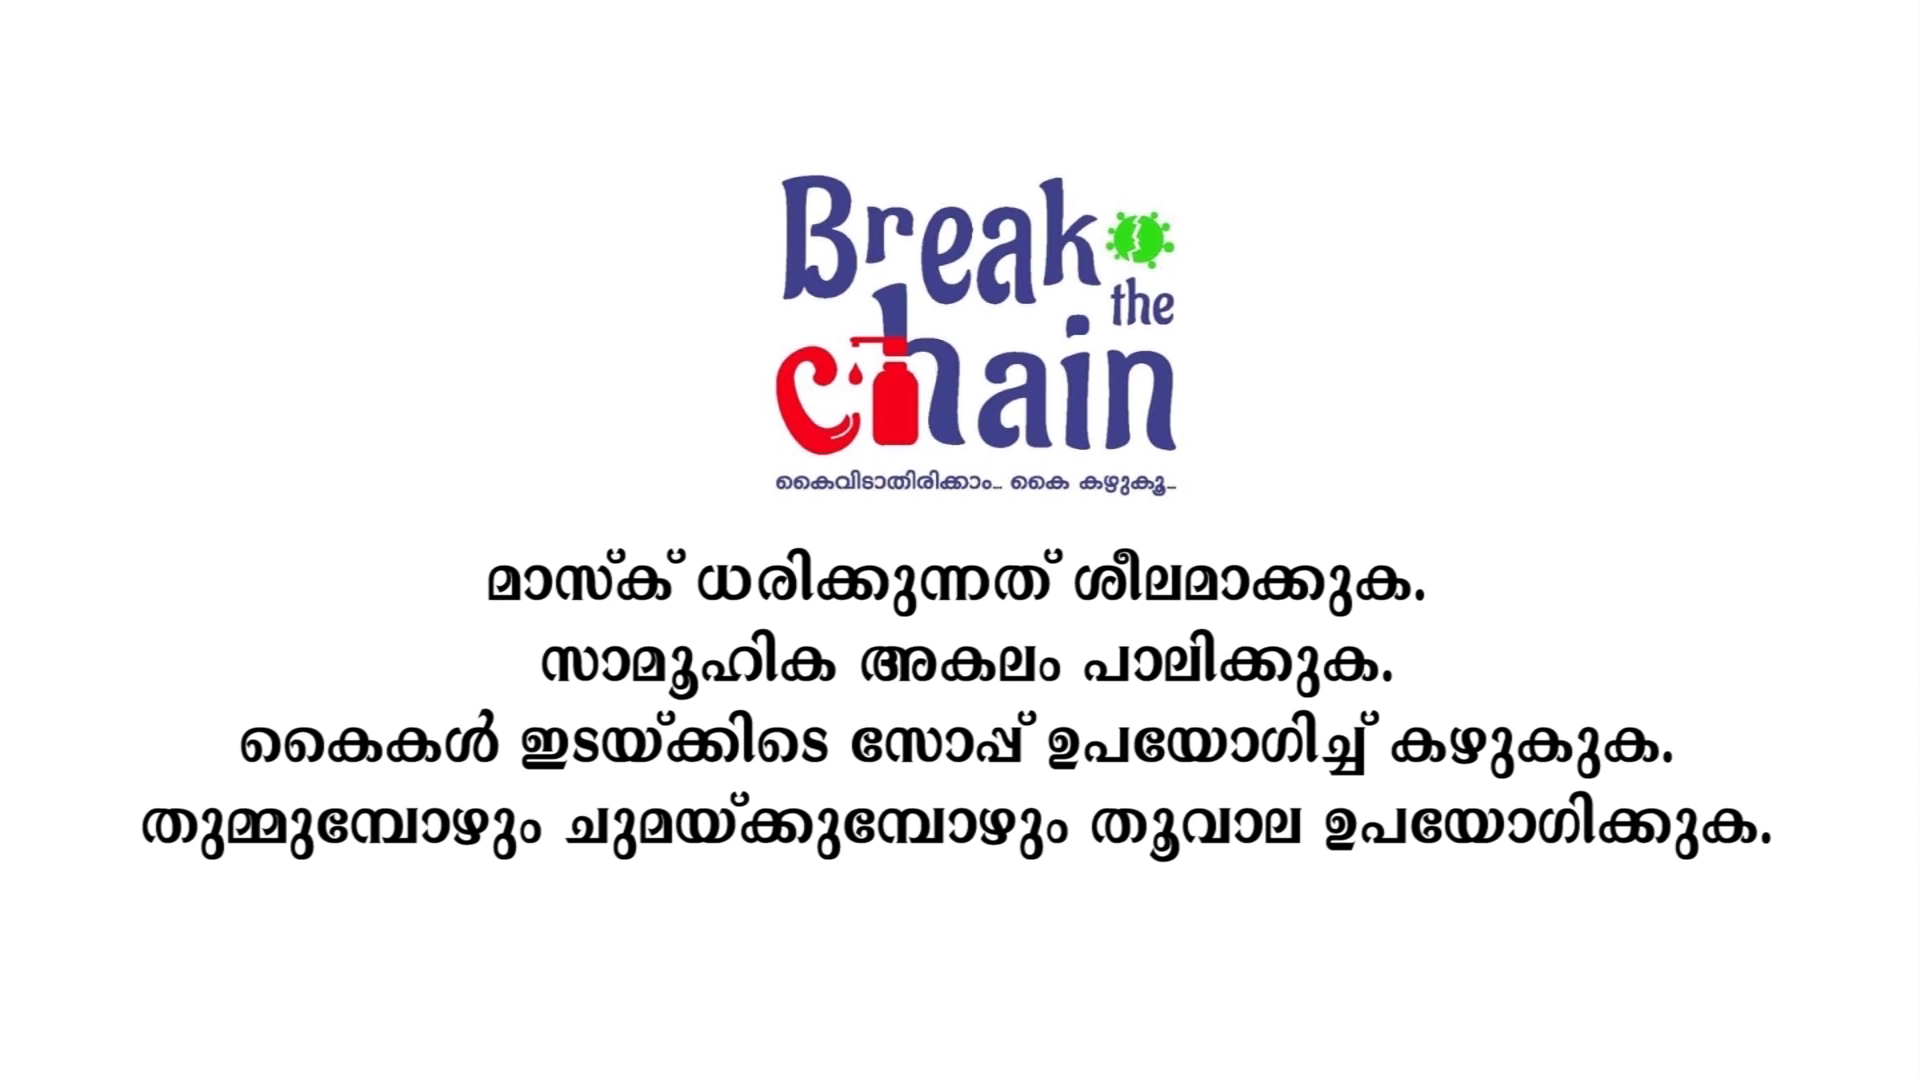 Break
the
chain
കൈവിടാതിരിക്കാം... കൈ കഴുകൂ...
മാസ്ക് ധരിക്കുന്നത് ശീലമാക്കുക.
സാമൂഹിക അകലം പാലിക്കുക.
കൈകൾ ഇടയ്ക്കിടെ സോപ്പ് ഉപയോഗിച്ച് കഴുകുക.
തുമ്മുമ്പോഴും ചുമയ്ക്കുമ്പോഴും തൂവാല ഉപയോഗിക്കുക.